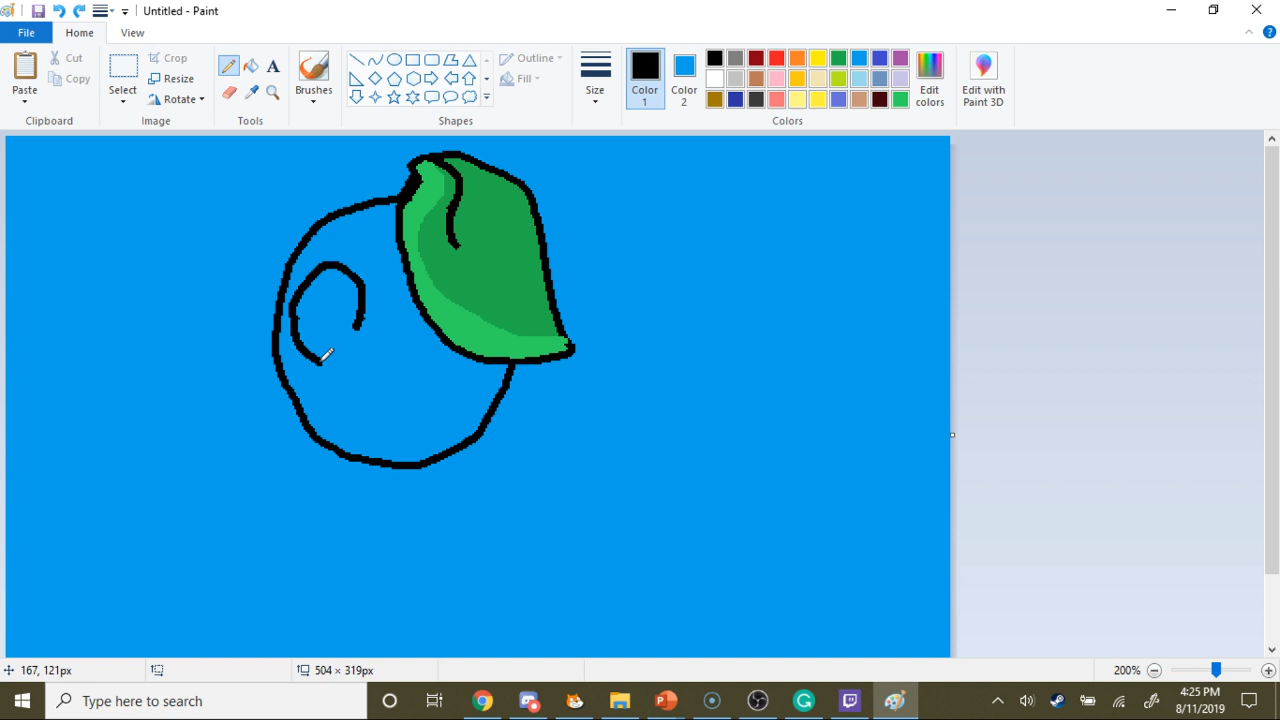 Untitled - Paint
File Home View
Paste
Cut
Copy
Clipboard
Select
Crop
Resize
Rotate
Image
A
Tools
Brushes
Outline
Fill
Shapes
Size
Color 1
Color 2
Edit colors
Colors
Edit with Paint 3D
167, 121px
504 × 319px
200%
Type here to search
4:25 PM
8/11/2019